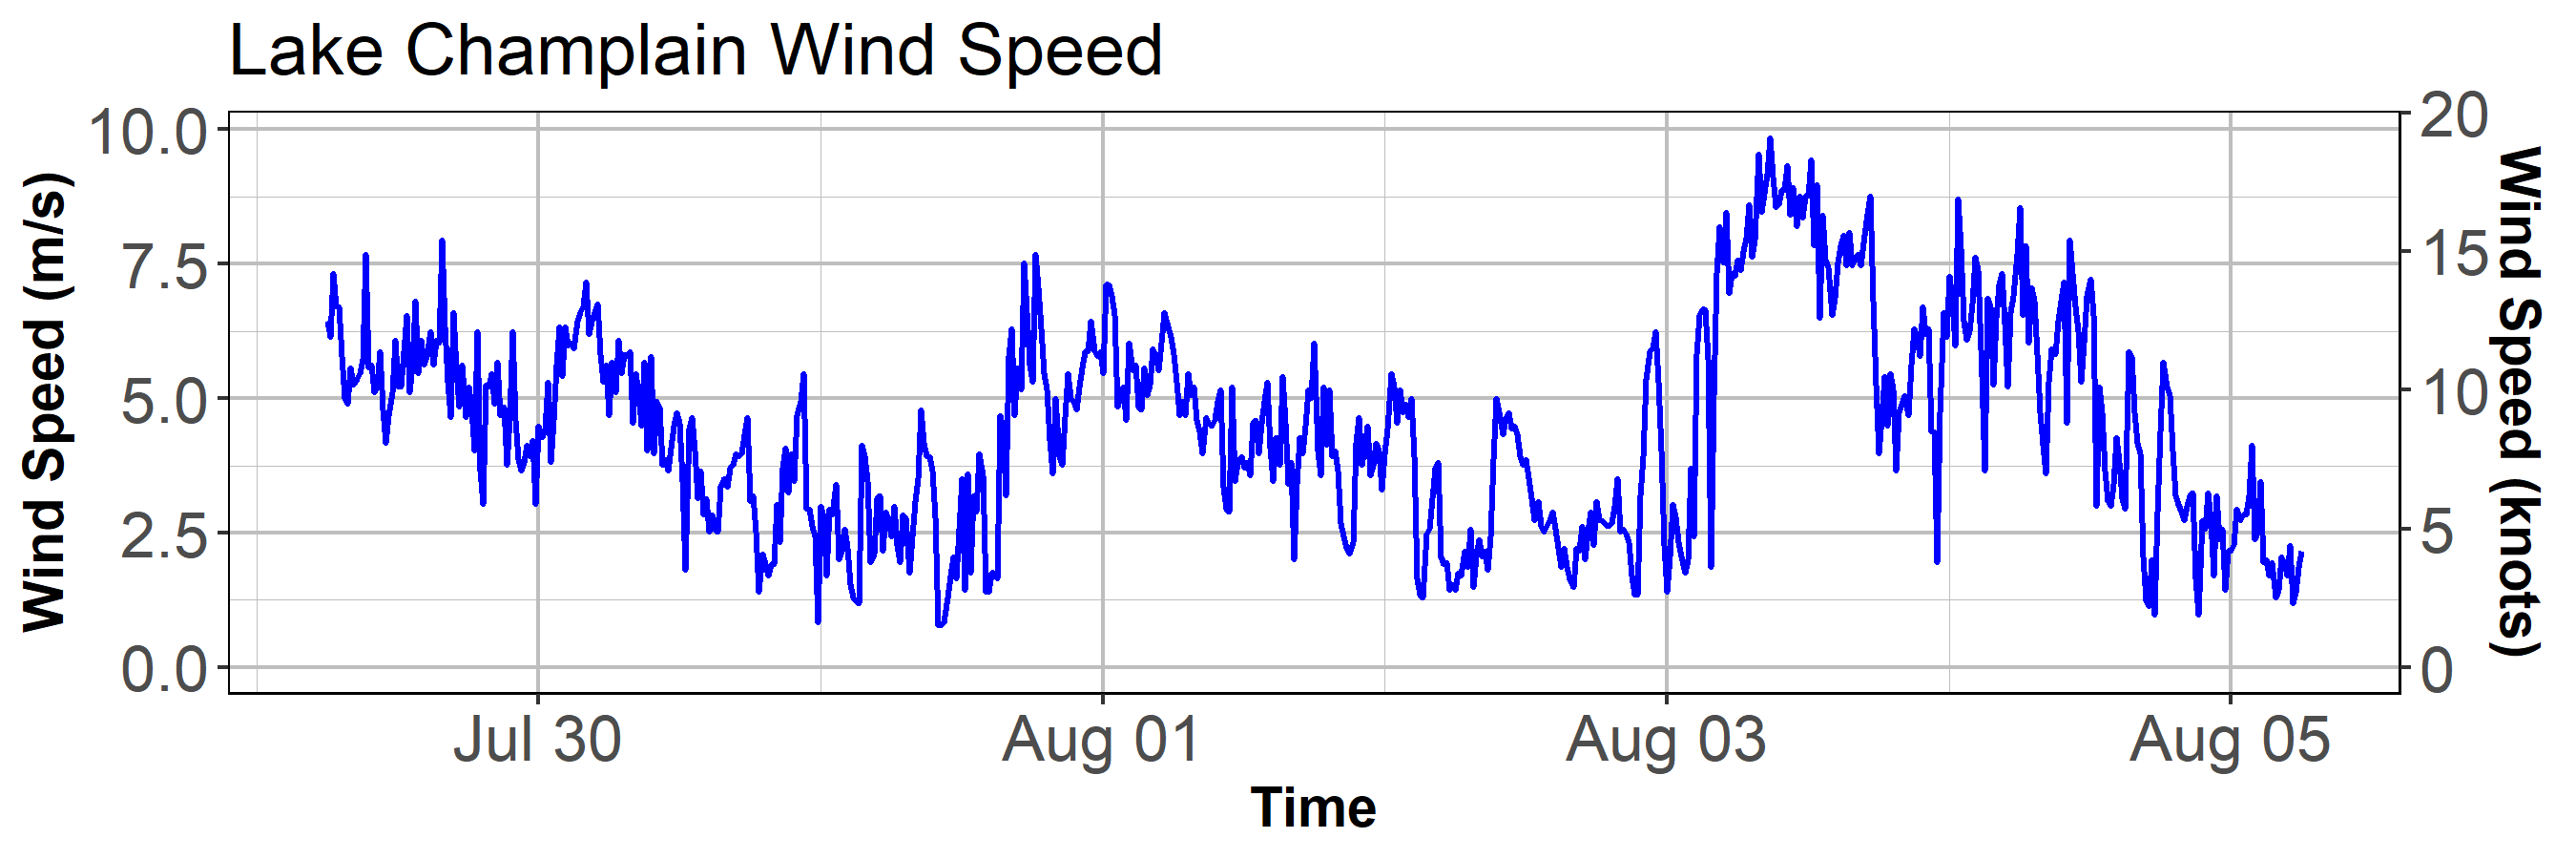 Lake Champlain Wind Speed
Wind Speed (m/s)
10.0
7.5
5.0
2.5
0.0
20
15
10
5
0
Wind Speed (knots)
Jul 30
Aug 01
Aug 03
Aug 05
Time